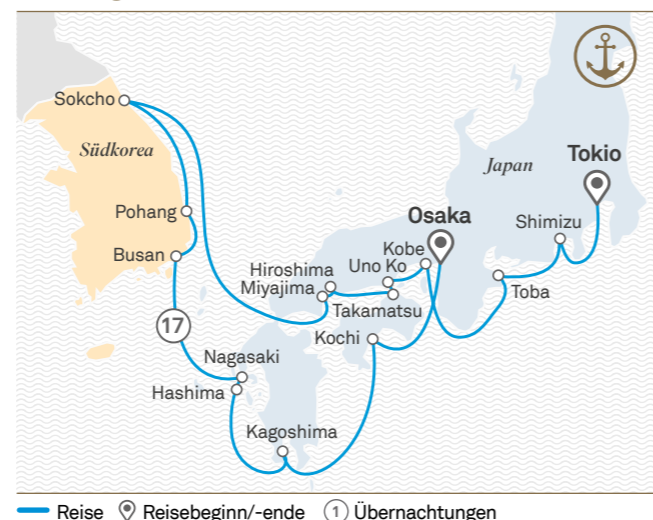 Sokcho
Südkorea
Japan
Tokio
Pohang
Osaka
Shimizu
Busan
Kobe
Hiroshima
Uno Ko
Miyajima
Toba
Takamatsu
17
Kochi
Nagasaki
Hashima
Kagoshima
Reise Reisebeginn/-ende 1 Übernachtungen